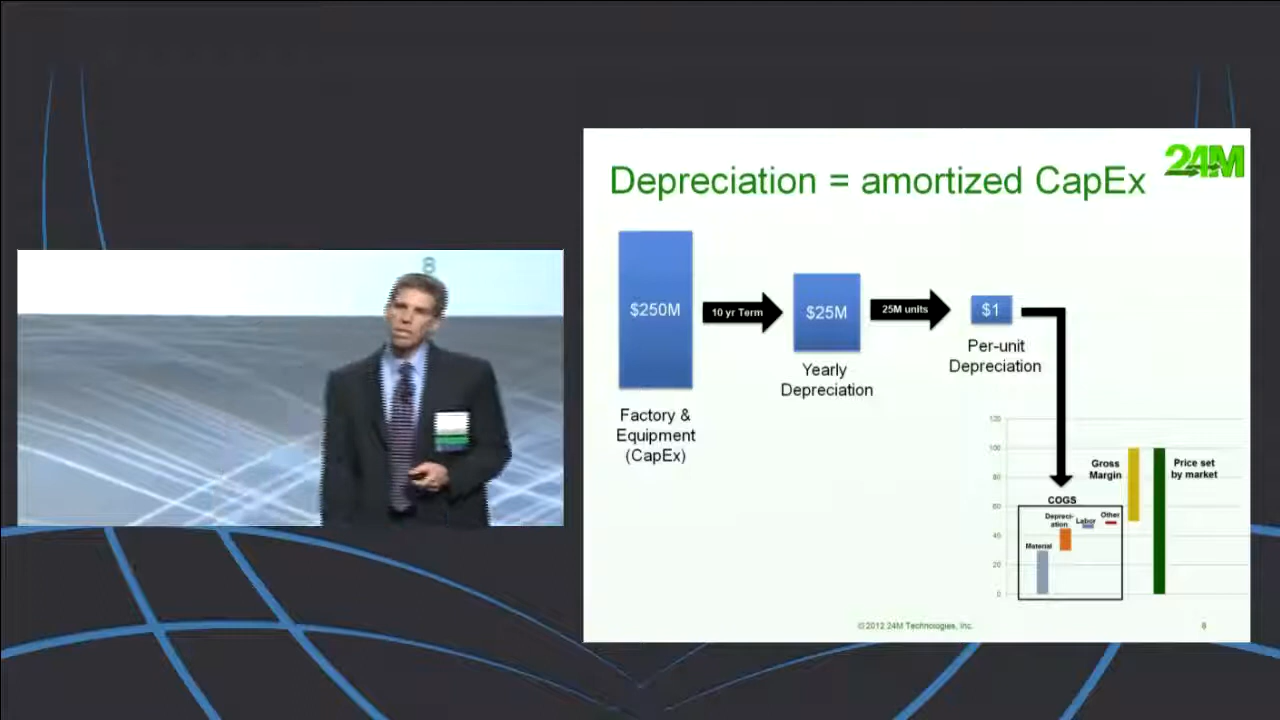 8
24M
Depreciation = amortized CapEx
$250M
10 yr Term
$25M
25M units
$1
Factory &
Equipment
(CapEx)
Yearly
Depreciation
Per-unit
Depreciation
120
100
80
60
40
20
0
COGS
Material
Depreci-
ation
Labor
Other
Gross
Margin
Price set
by market
© 2012 24M Technologies, Inc.
8